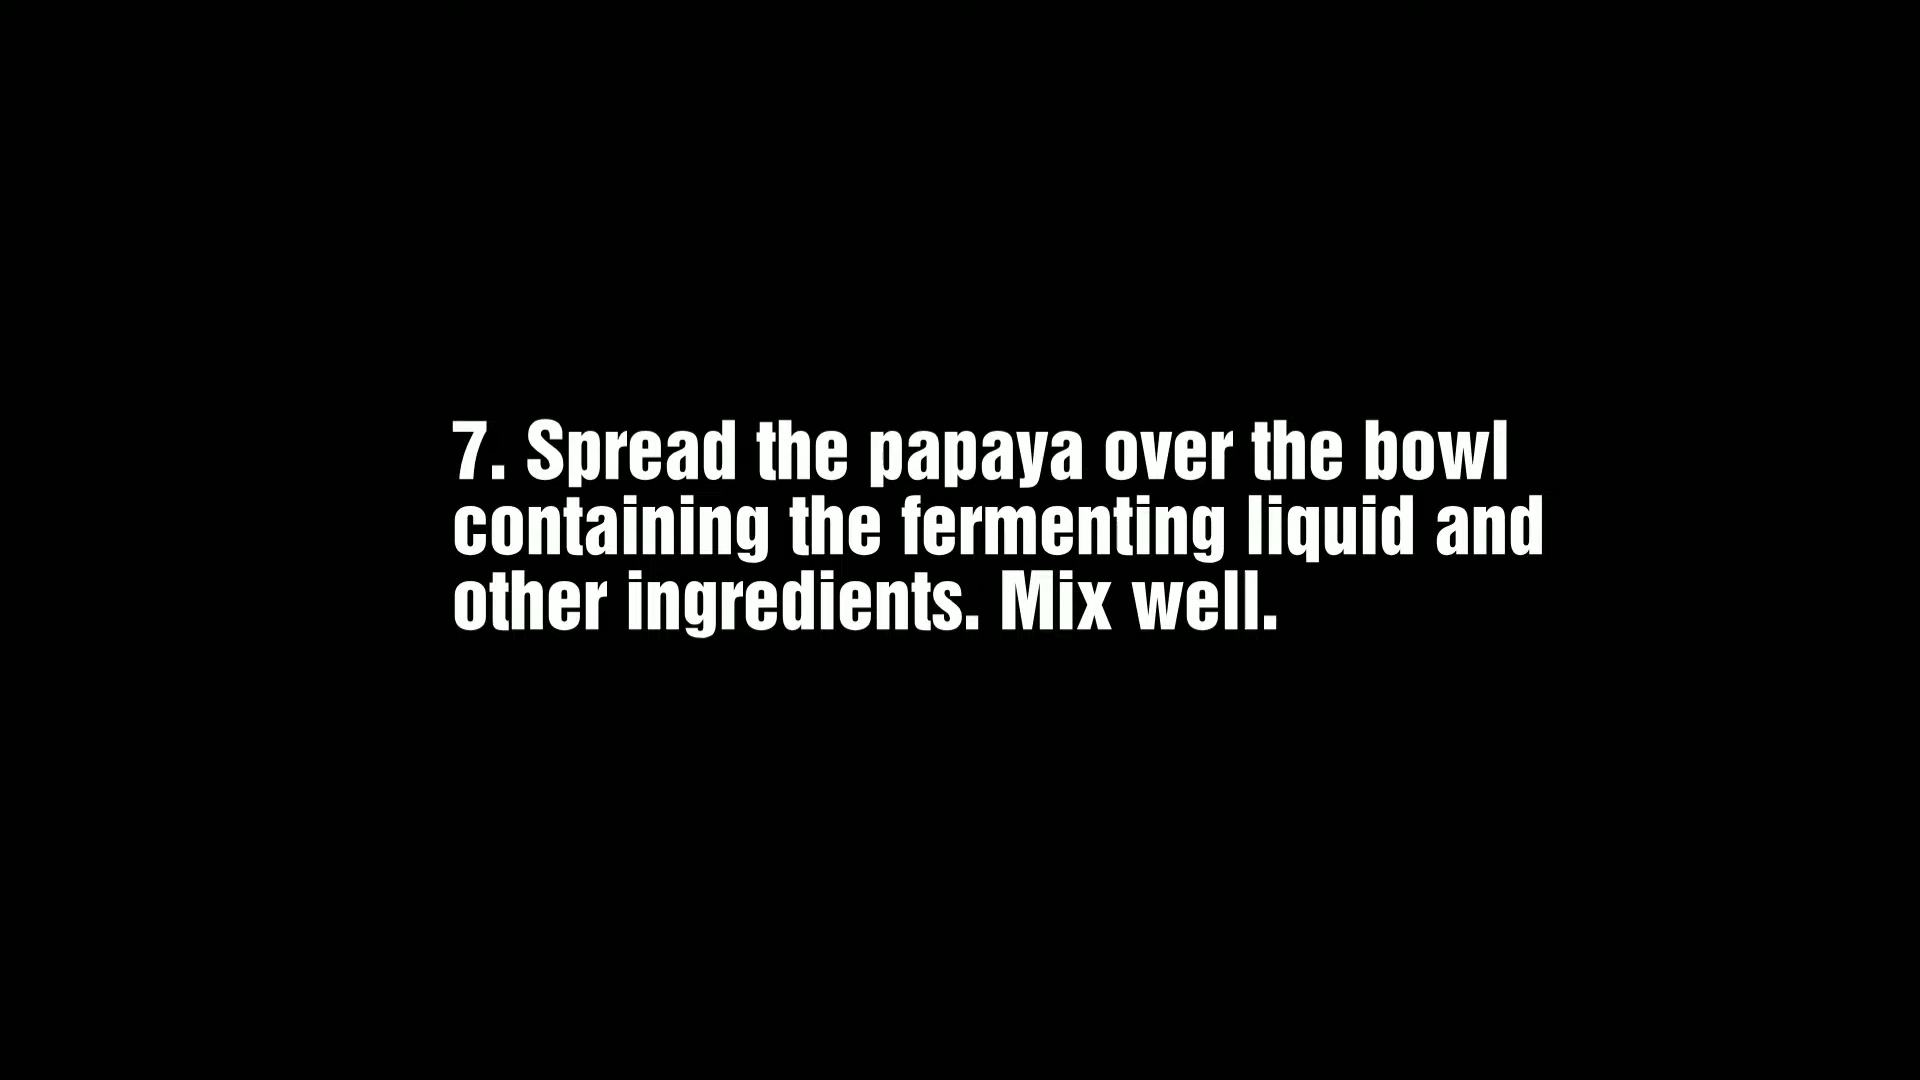 7. Spread the papaya over the bowl
containing the fermenting liquid and
other ingredients. Mix well.